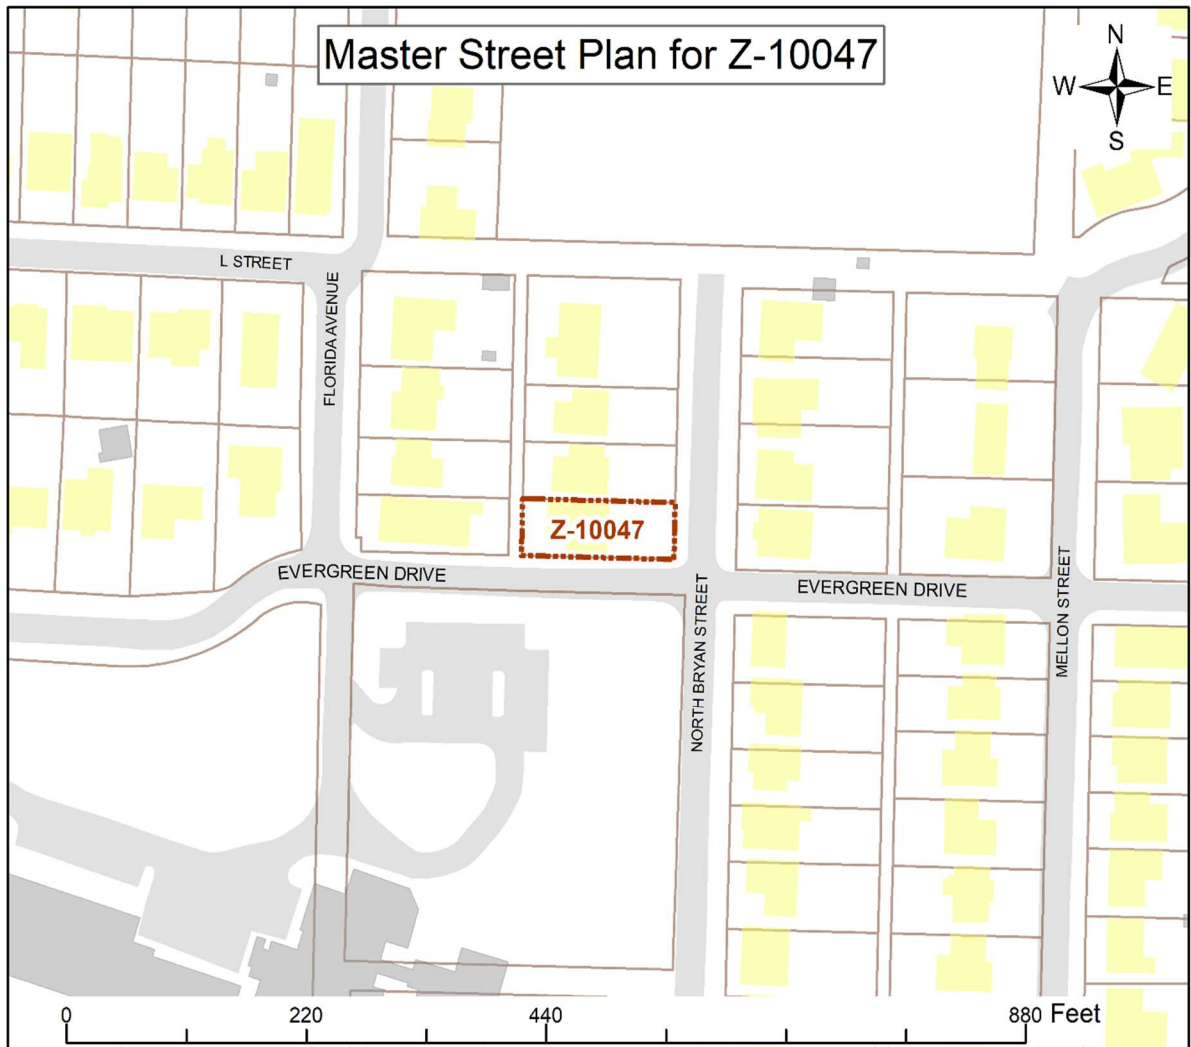 Master Street Plan for Z-10047
N
W
E
S
L STREET
FLORIDA AVENUE
Z-10047
EVERGREEN DRIVE
EVERGREEN DRIVE
NORTH BRYAN STREET
MELLON STREET
0
220
440
880 Feet